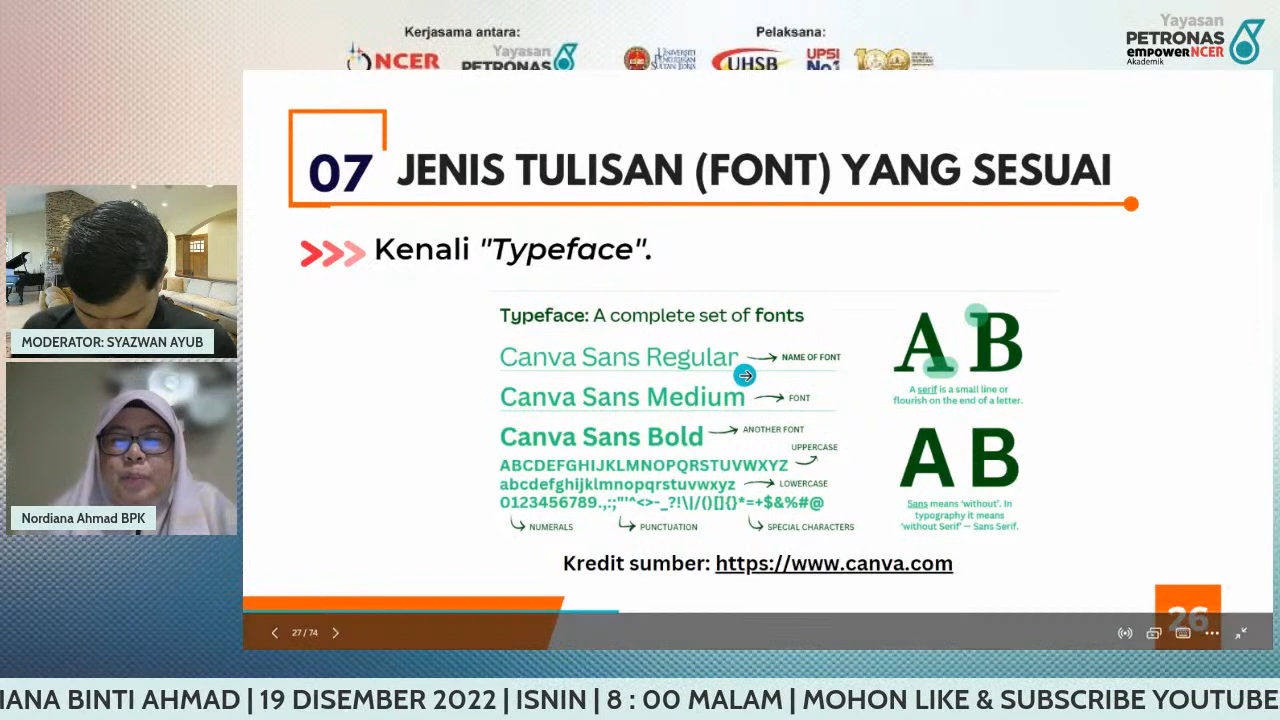 Kerjasama antara:
Pelaksana:
NCER
Yayasan
PETRONAS
UHSB
UPSI
No1
Yayasan
PETRONAS
empowerNCER
Akademik
07 JENIS TULISAN (FONT) YANG SESUAI
Kenali "Typeface".
Typeface: A complete set of fonts
Canva Sans Regular
NAME OF FONT
Canva Sans Medium
FONT
Canva Sans Bold
ANOTHER FONT
UPPERCASE
ABCDEFGHIJKLMNOPQRSTUVWXYZ
abcdefghijklmnopqrstuvwxyz
LOWERCASE
0123456789.,:;"'^<>-_?!\|/()[]{}*=+$&%#@
NUMERALS
PUNCTUATION
SPECIAL CHARACTERS
AB
A serif is a small line or
flourish on the end of a letter.
AB
Sans means 'without'. In
typography it means
'without Serif' — Sans Serif.
Kredit sumber: https://www.canva.com
26
27 / 74
MODERATOR: SYAZWAN AYUB
Nordiana Ahmad BPK
IANA BINTI AHMAD | 19 DISEMBER 2022 | ISNIN | 8 : 00 MALAM | MOHON LIKE & SUBSCRIBE YOUTUBE